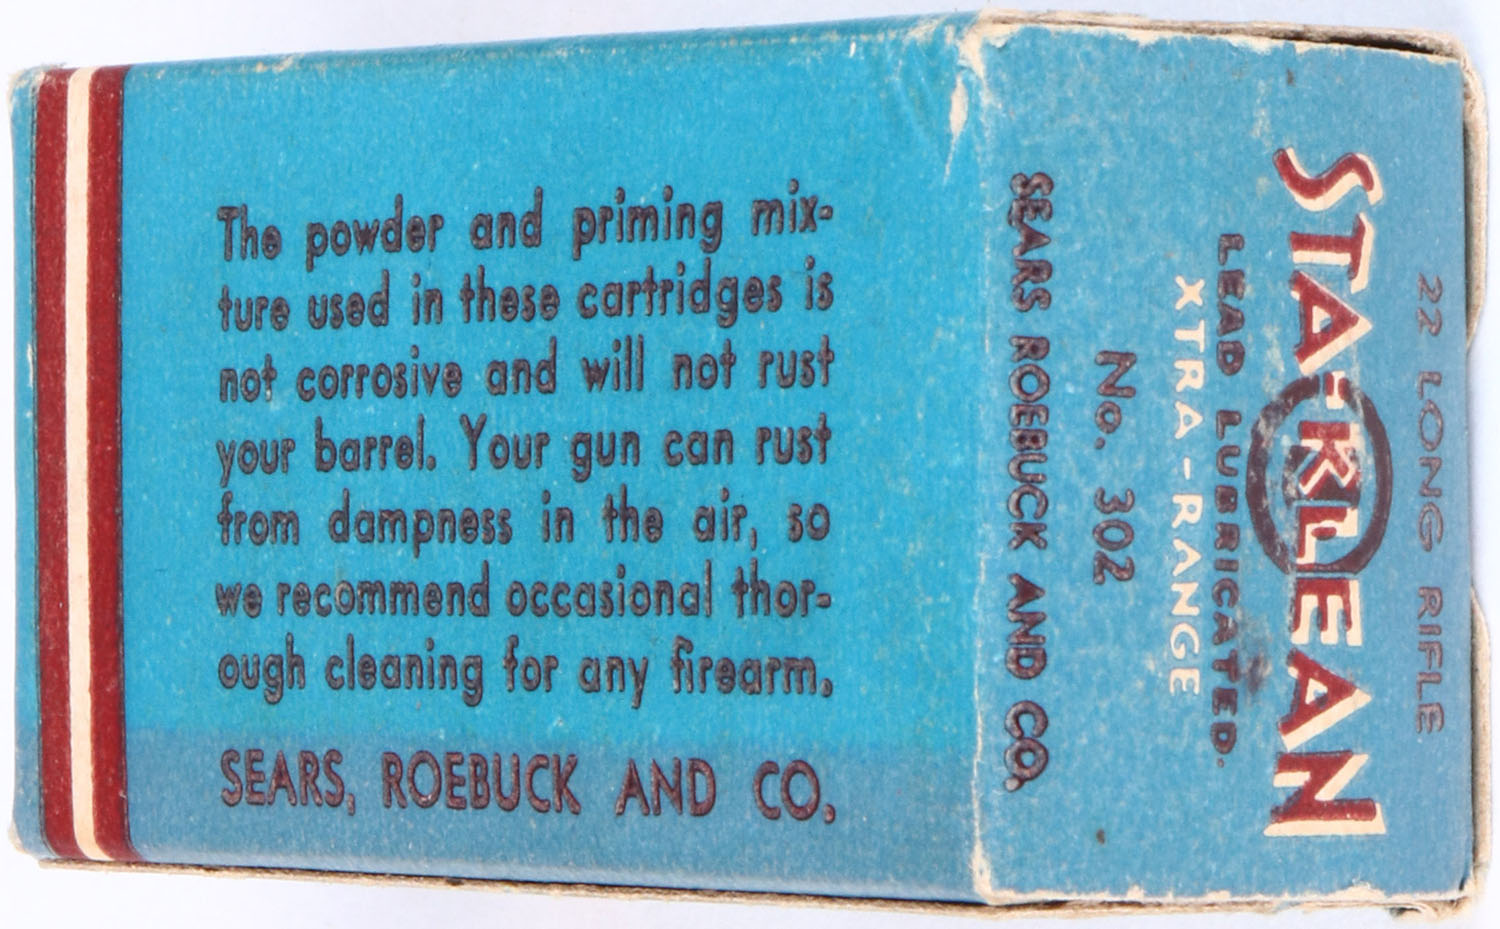 The powder and priming mix-
ture used in these cartridges is
not corrosive and will not rust
your barrel. Your gun can rust
from dampness in the air, so
we recommend occasional thor-
ough cleaning for any firearm.
SEARS, ROEBUCK AND CO.
22 LONG RIFLE
STA-KLEAN
LEAD LUBRICATED.
XTRA-RANGE
No. 302
SEARS ROEBUCK AND CO.